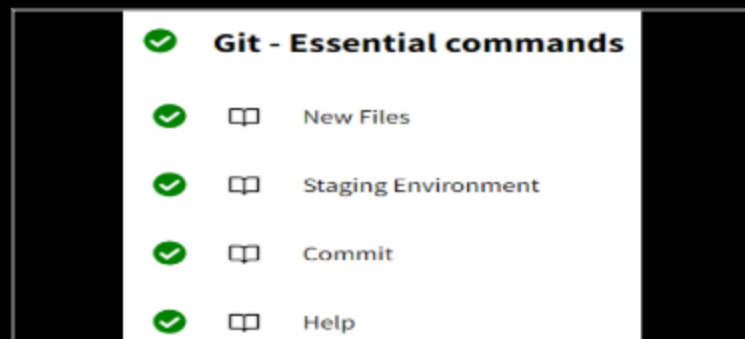 Git - Essential commands
New Files
Staging Environment
Commit
Help